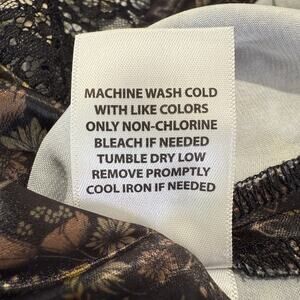 MACHINE WASH COLD
WITH LIKE COLORS
ONLY NON-CHLORINE
BLEACH IF NEEDED
TUMBLE DRY LOW
REMOVE PROMPTLY
COOL IRON IF NEEDED